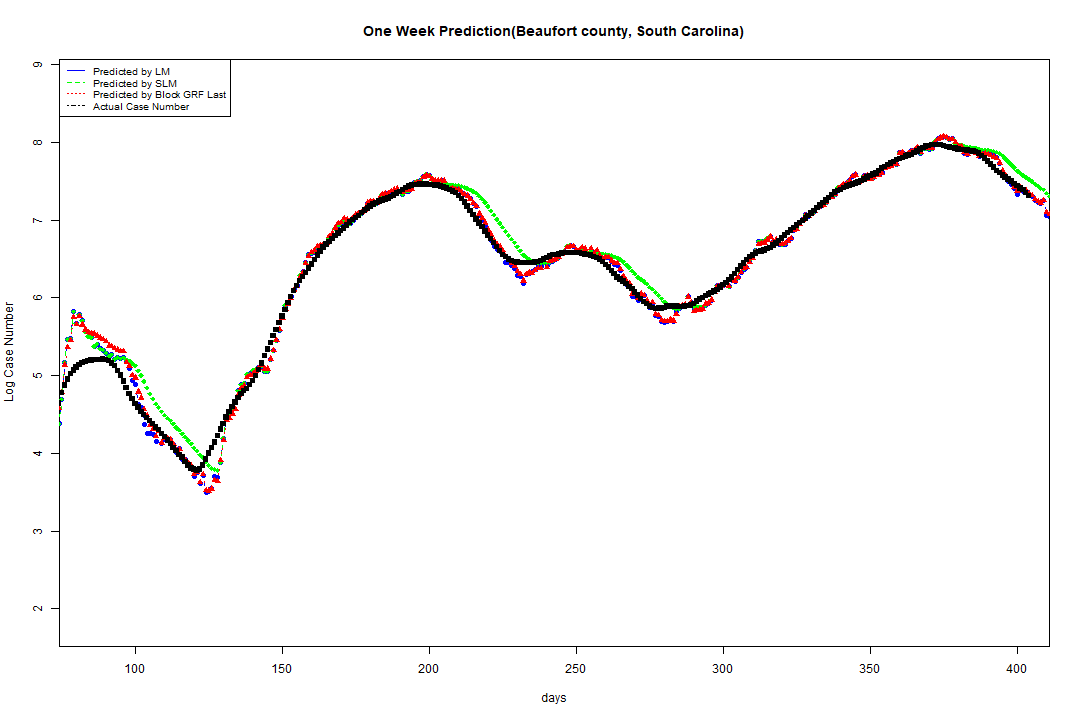 One Week Prediction(Beaufort county, South Carolina)
Predicted by LM
Predicted by SLM
Predicted by Block GRF Last
Actual Case Number
Log Case Number
9
8
7
6
5
4
3
2
100 150 200 250 300 350 400
days